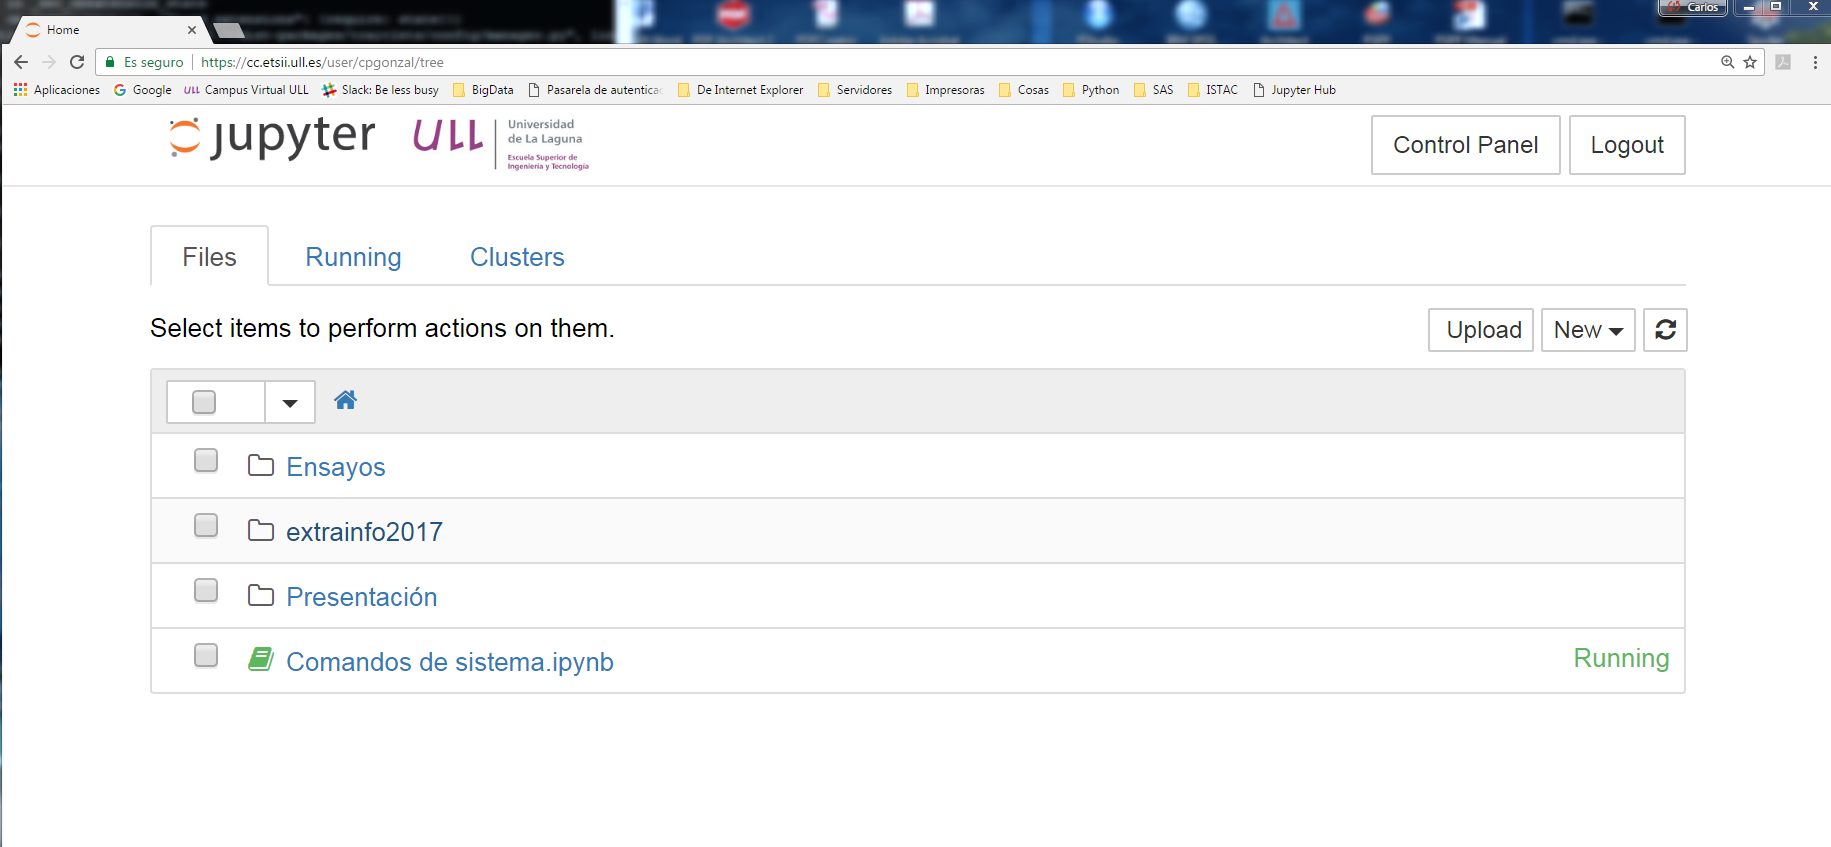 Carlos
Home
Es seguro https://cc.etsii.ull.es/user/cpgonzal/tree
Aplicaciones Google ULL Campus Virtual ULL Slack: Be less busy BigData Pasarela de autentica De Internet Explorer Servidores Impresoras Cosas Python SAS ISTAC Jupyter Hub
jupyter ULL
Universidad
de La Laguna
Escuela Superior de
Ingeniería y Tecnología
Control Panel Logout
Files Running Clusters
Select items to perform actions on them.
Upload New
Ensayos
extrainfo2017
Presentación
Comandos de sistema.ipynb Running